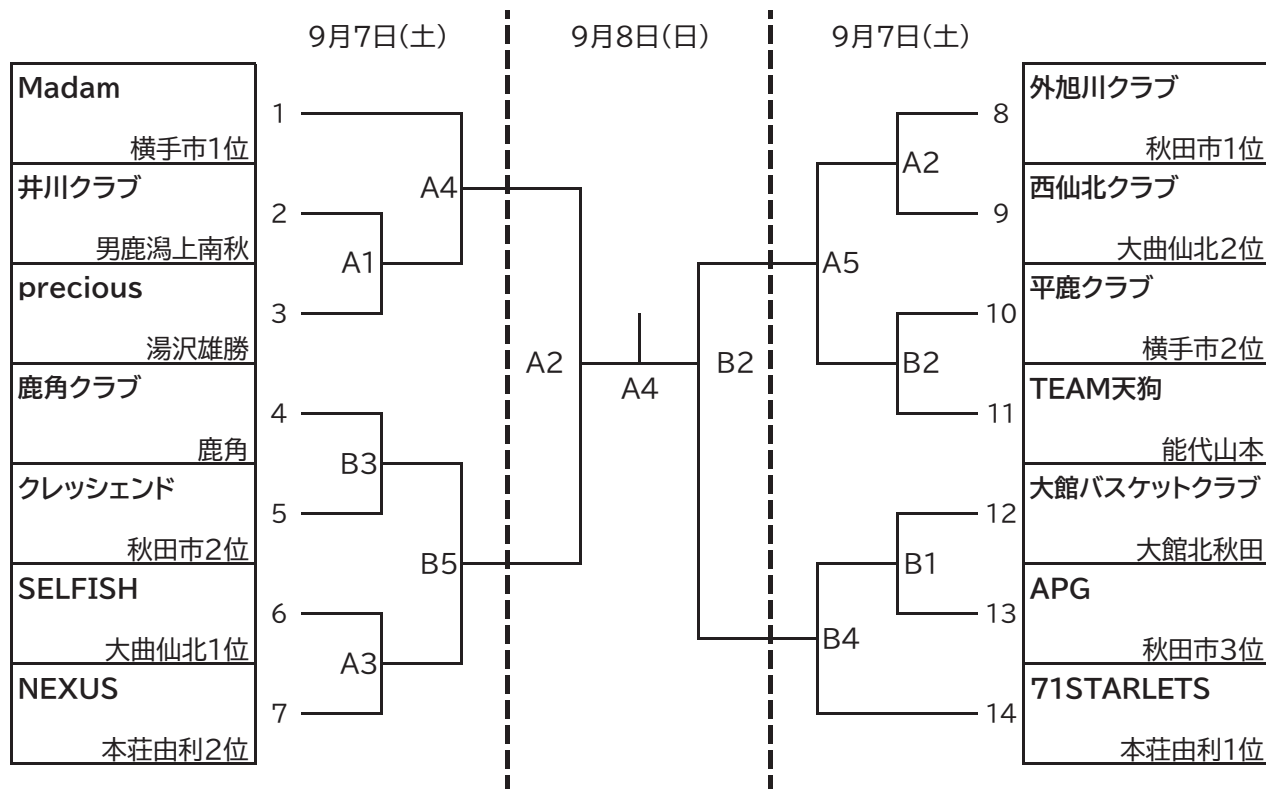 9月7日(土)
9月8日(日)
9月7日(土)
Madam
横手市1位
井川クラブ
男鹿潟上南秋
precious
湯沢雄勝
鹿角クラブ
鹿角
クレッシェンド
秋田市2位
SELFISH
大曲仙北1位
NEXUS
本荘由利2位
1
2
3
4
5
6
7
A4
A1
B3
B5
A3
A2
A4
B2
A2
A5
B2
B1
B4
8
9
10
11
12
13
14
外旭川クラブ
秋田市1位
西仙北クラブ
大曲仙北2位
平鹿クラブ
横手市2位
TEAM天狗
能代山本
大館バスケットクラブ
大館北秋田
APG
秋田市3位
71STARLETS
本荘由利1位